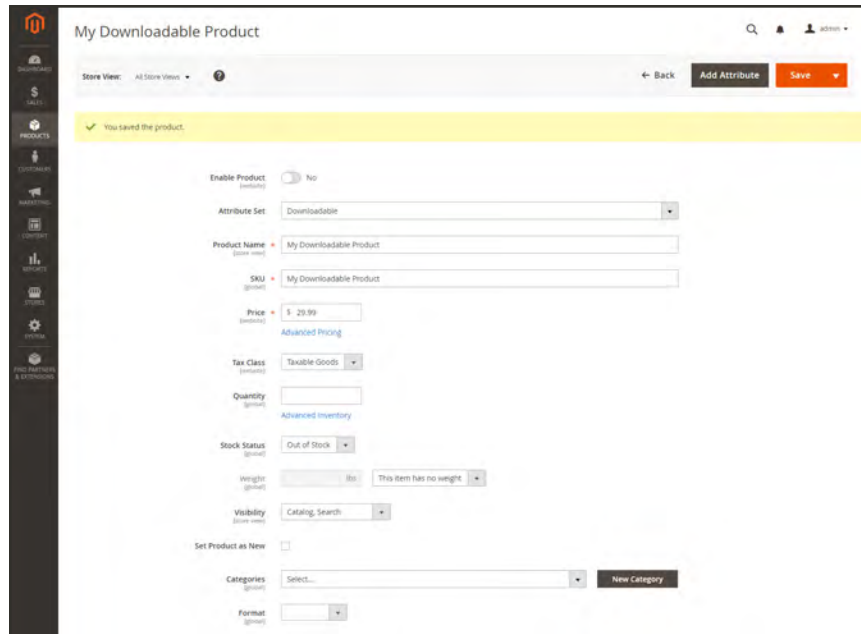 My Downloadable Product
admin
DASHBOARD
SALES
PRODUCTS
CUSTOMERS
MARKETING
CONTENT
REPORTS
STORES
SYSTEM
FIND PARTNERS
& EXTENSIONS
Store View: All Store Views
← Back
Add Attribute
Save
You saved the product.
Enable Product No
[website]
Attribute Set Downloadable
Product Name * My Downloadable Product
[store view]
SKU * My Downloadable Product
[global]
Price * $ 29.99
[website]
Advanced Pricing
Tax Class Taxable Goods
[website]
Quantity
[global]
Advanced Inventory
Stock Status Out of Stock
[global]
Weight lbs This item has no weight
[global]
Visibility Catalog, Search
[store view]
Set Product as New
Categories Select... New Category
[global]
Format
[global]